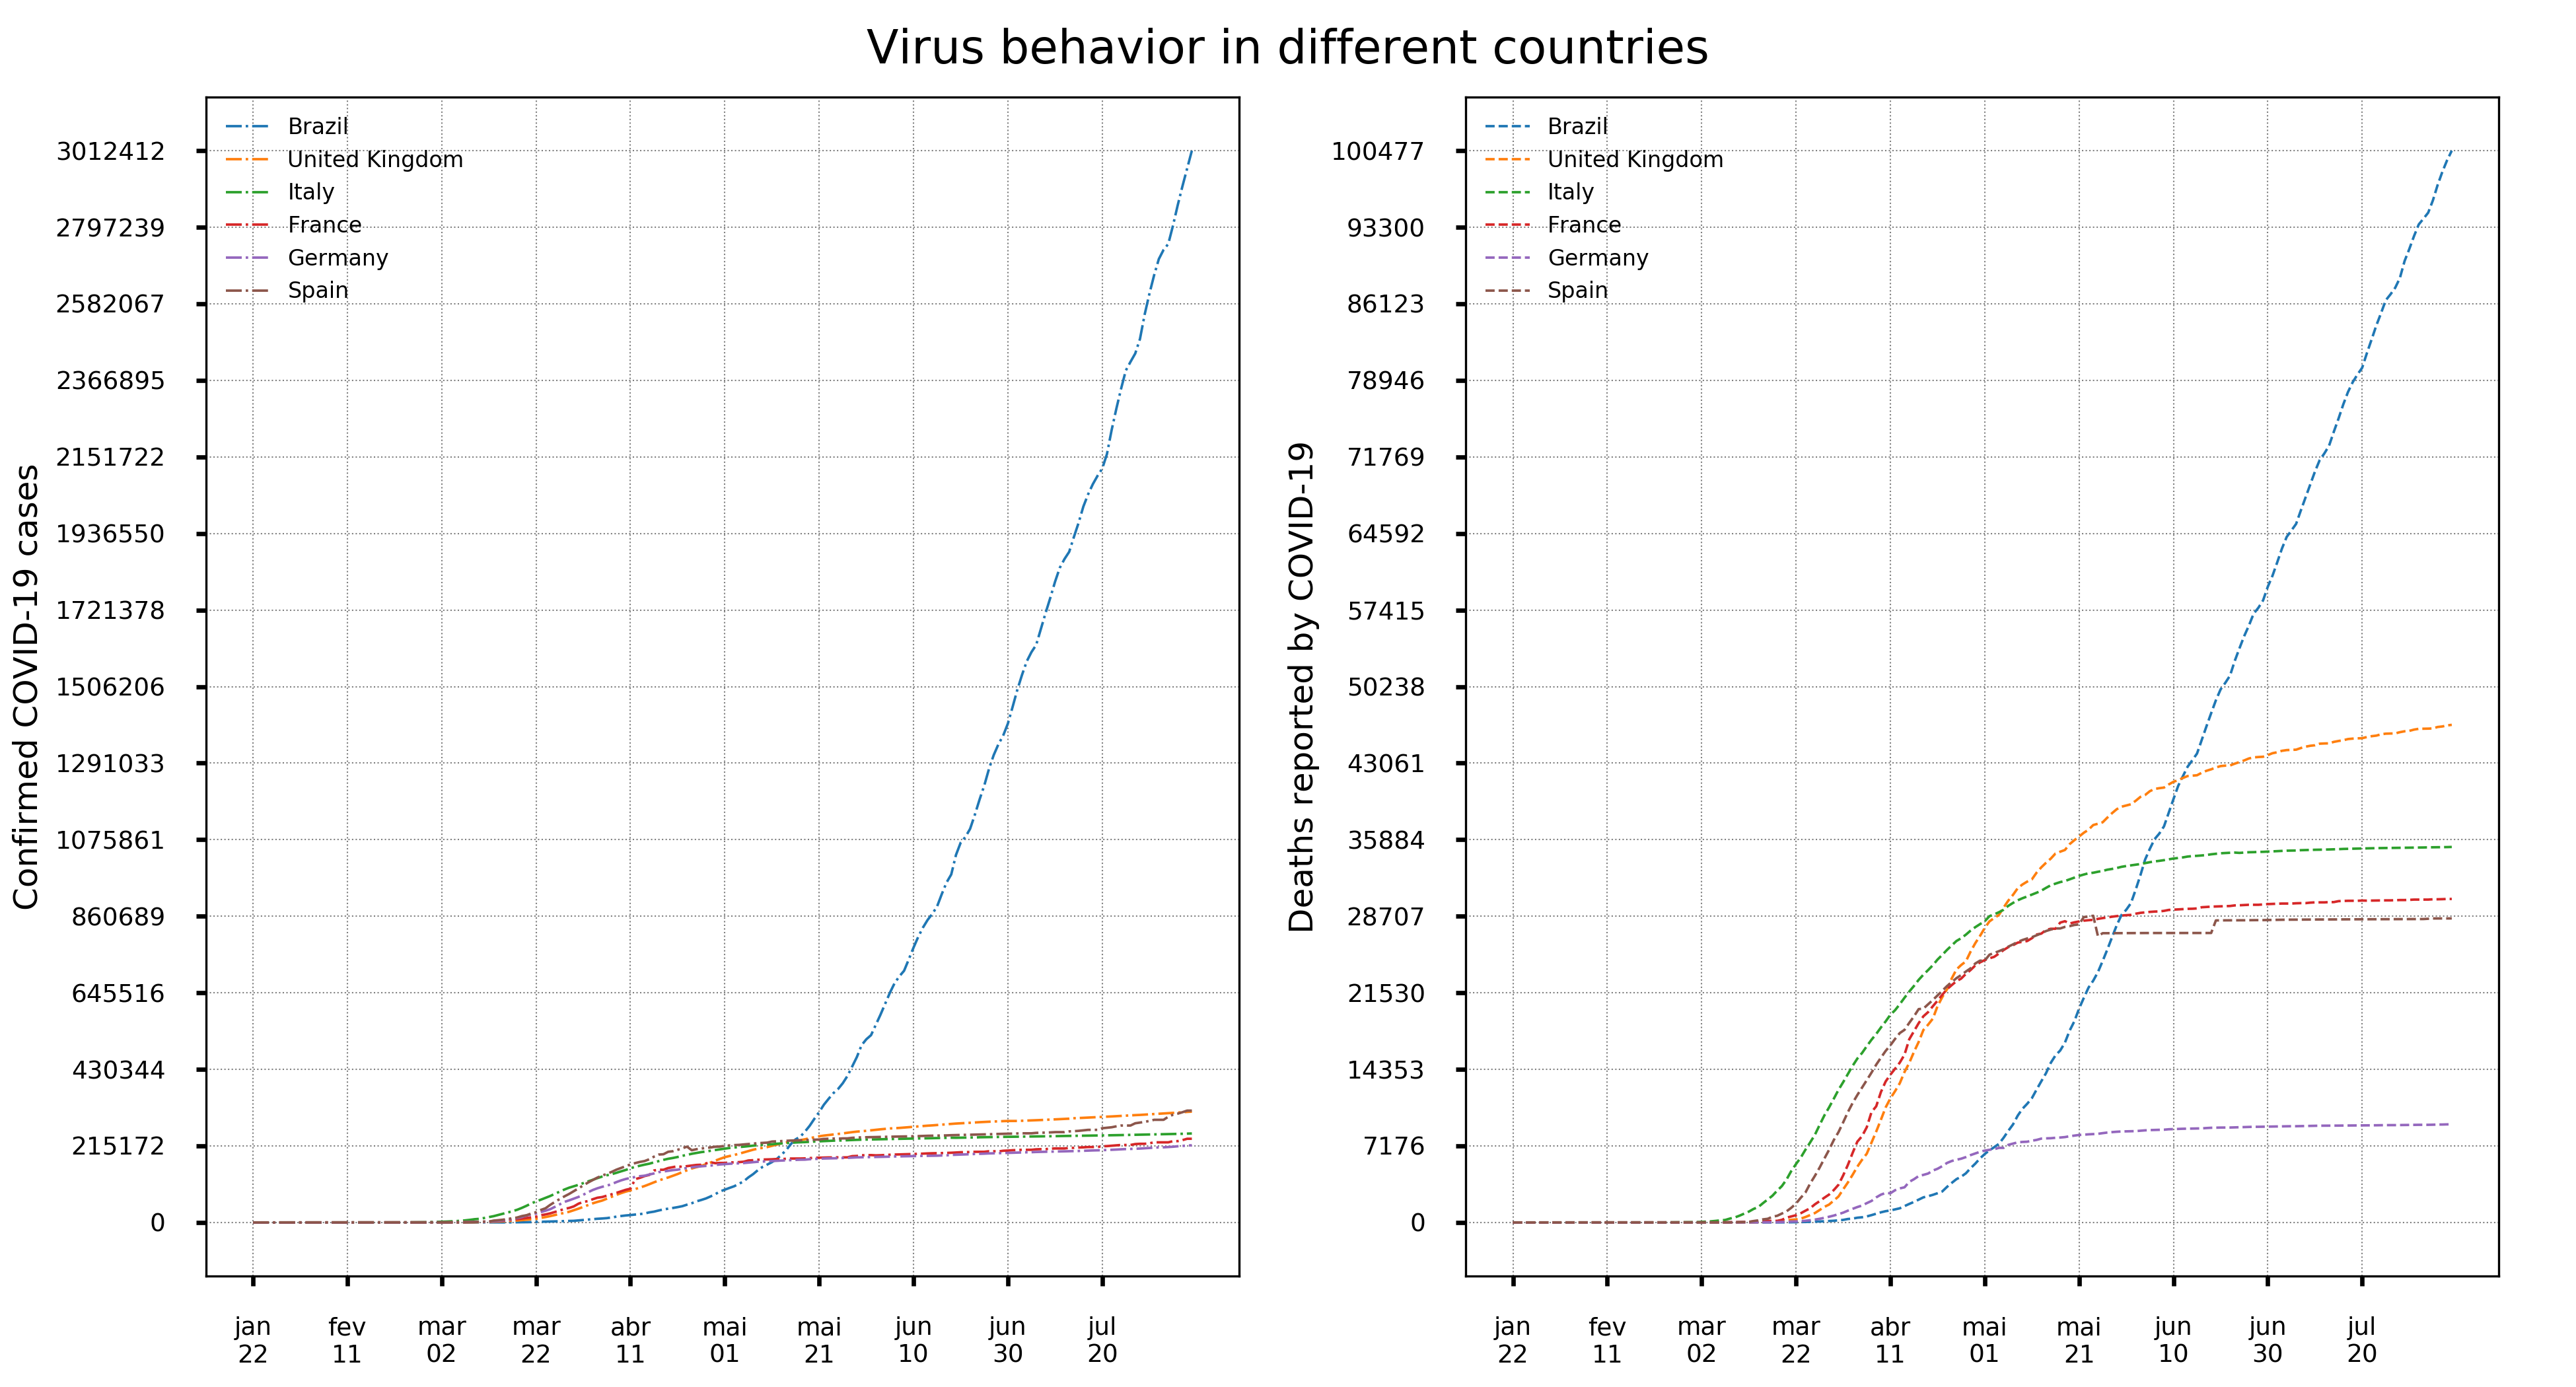 Virus behavior in different countries
Confirmed COVID-19 cases
3012412
2797239
2582067
2366895
2151722
1936550
1721378
1506206
1291033
1075861
860689
645516
430344
215172
0
Brazil
United Kingdom
Italy
France
Germany
Spain
jan fev mar mar abr mai mai jun jun jul
22 11 02 22 11 01 21 10 30 20
Deaths reported by COVID-19
100477
93300
86123
78946
71769
64592
57415
50238
43061
35884
28707
21530
14353
7176
0
Brazil
United Kingdom
Italy
France
Germany
Spain
jan fev mar mar abr mai mai jun jun jul
22 11 02 22 11 01 21 10 30 20